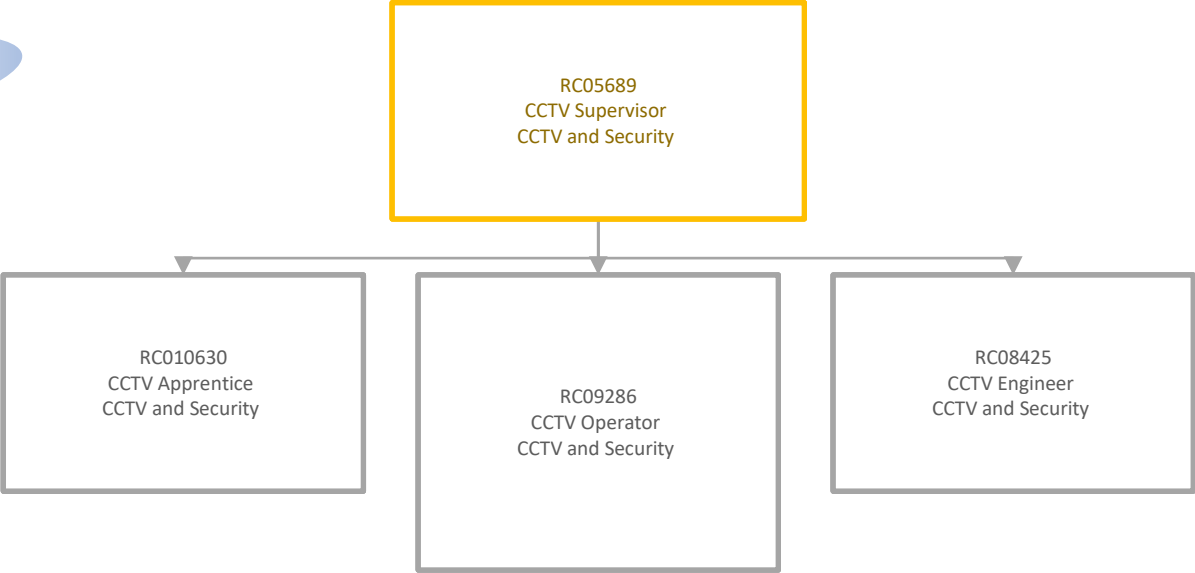 RC05689
CCTV Supervisor
CCTV and Security
RC010630
CCTV Apprentice
CCTV and Security
RC09286
CCTV Operator
CCTV and Security
RC08425
CCTV Engineer
CCTV and Security